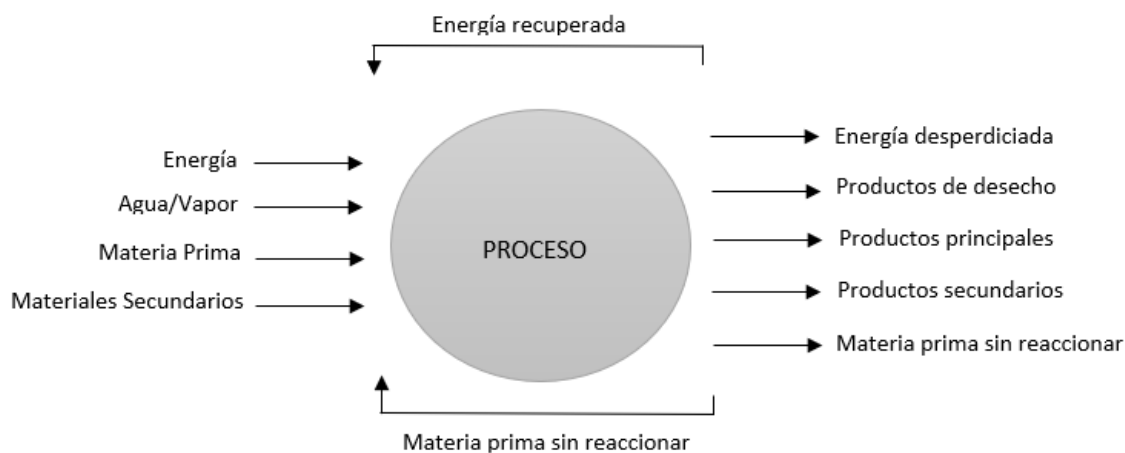 Energía recuperada
Energía
Agua/Vapor
Materia Prima
Materiales Secundarios
PROCESO
Energía desperdiciada
Productos de desecho
Productos principales
Productos secundarios
Materia prima sin reaccionar
Materia prima sin reaccionar